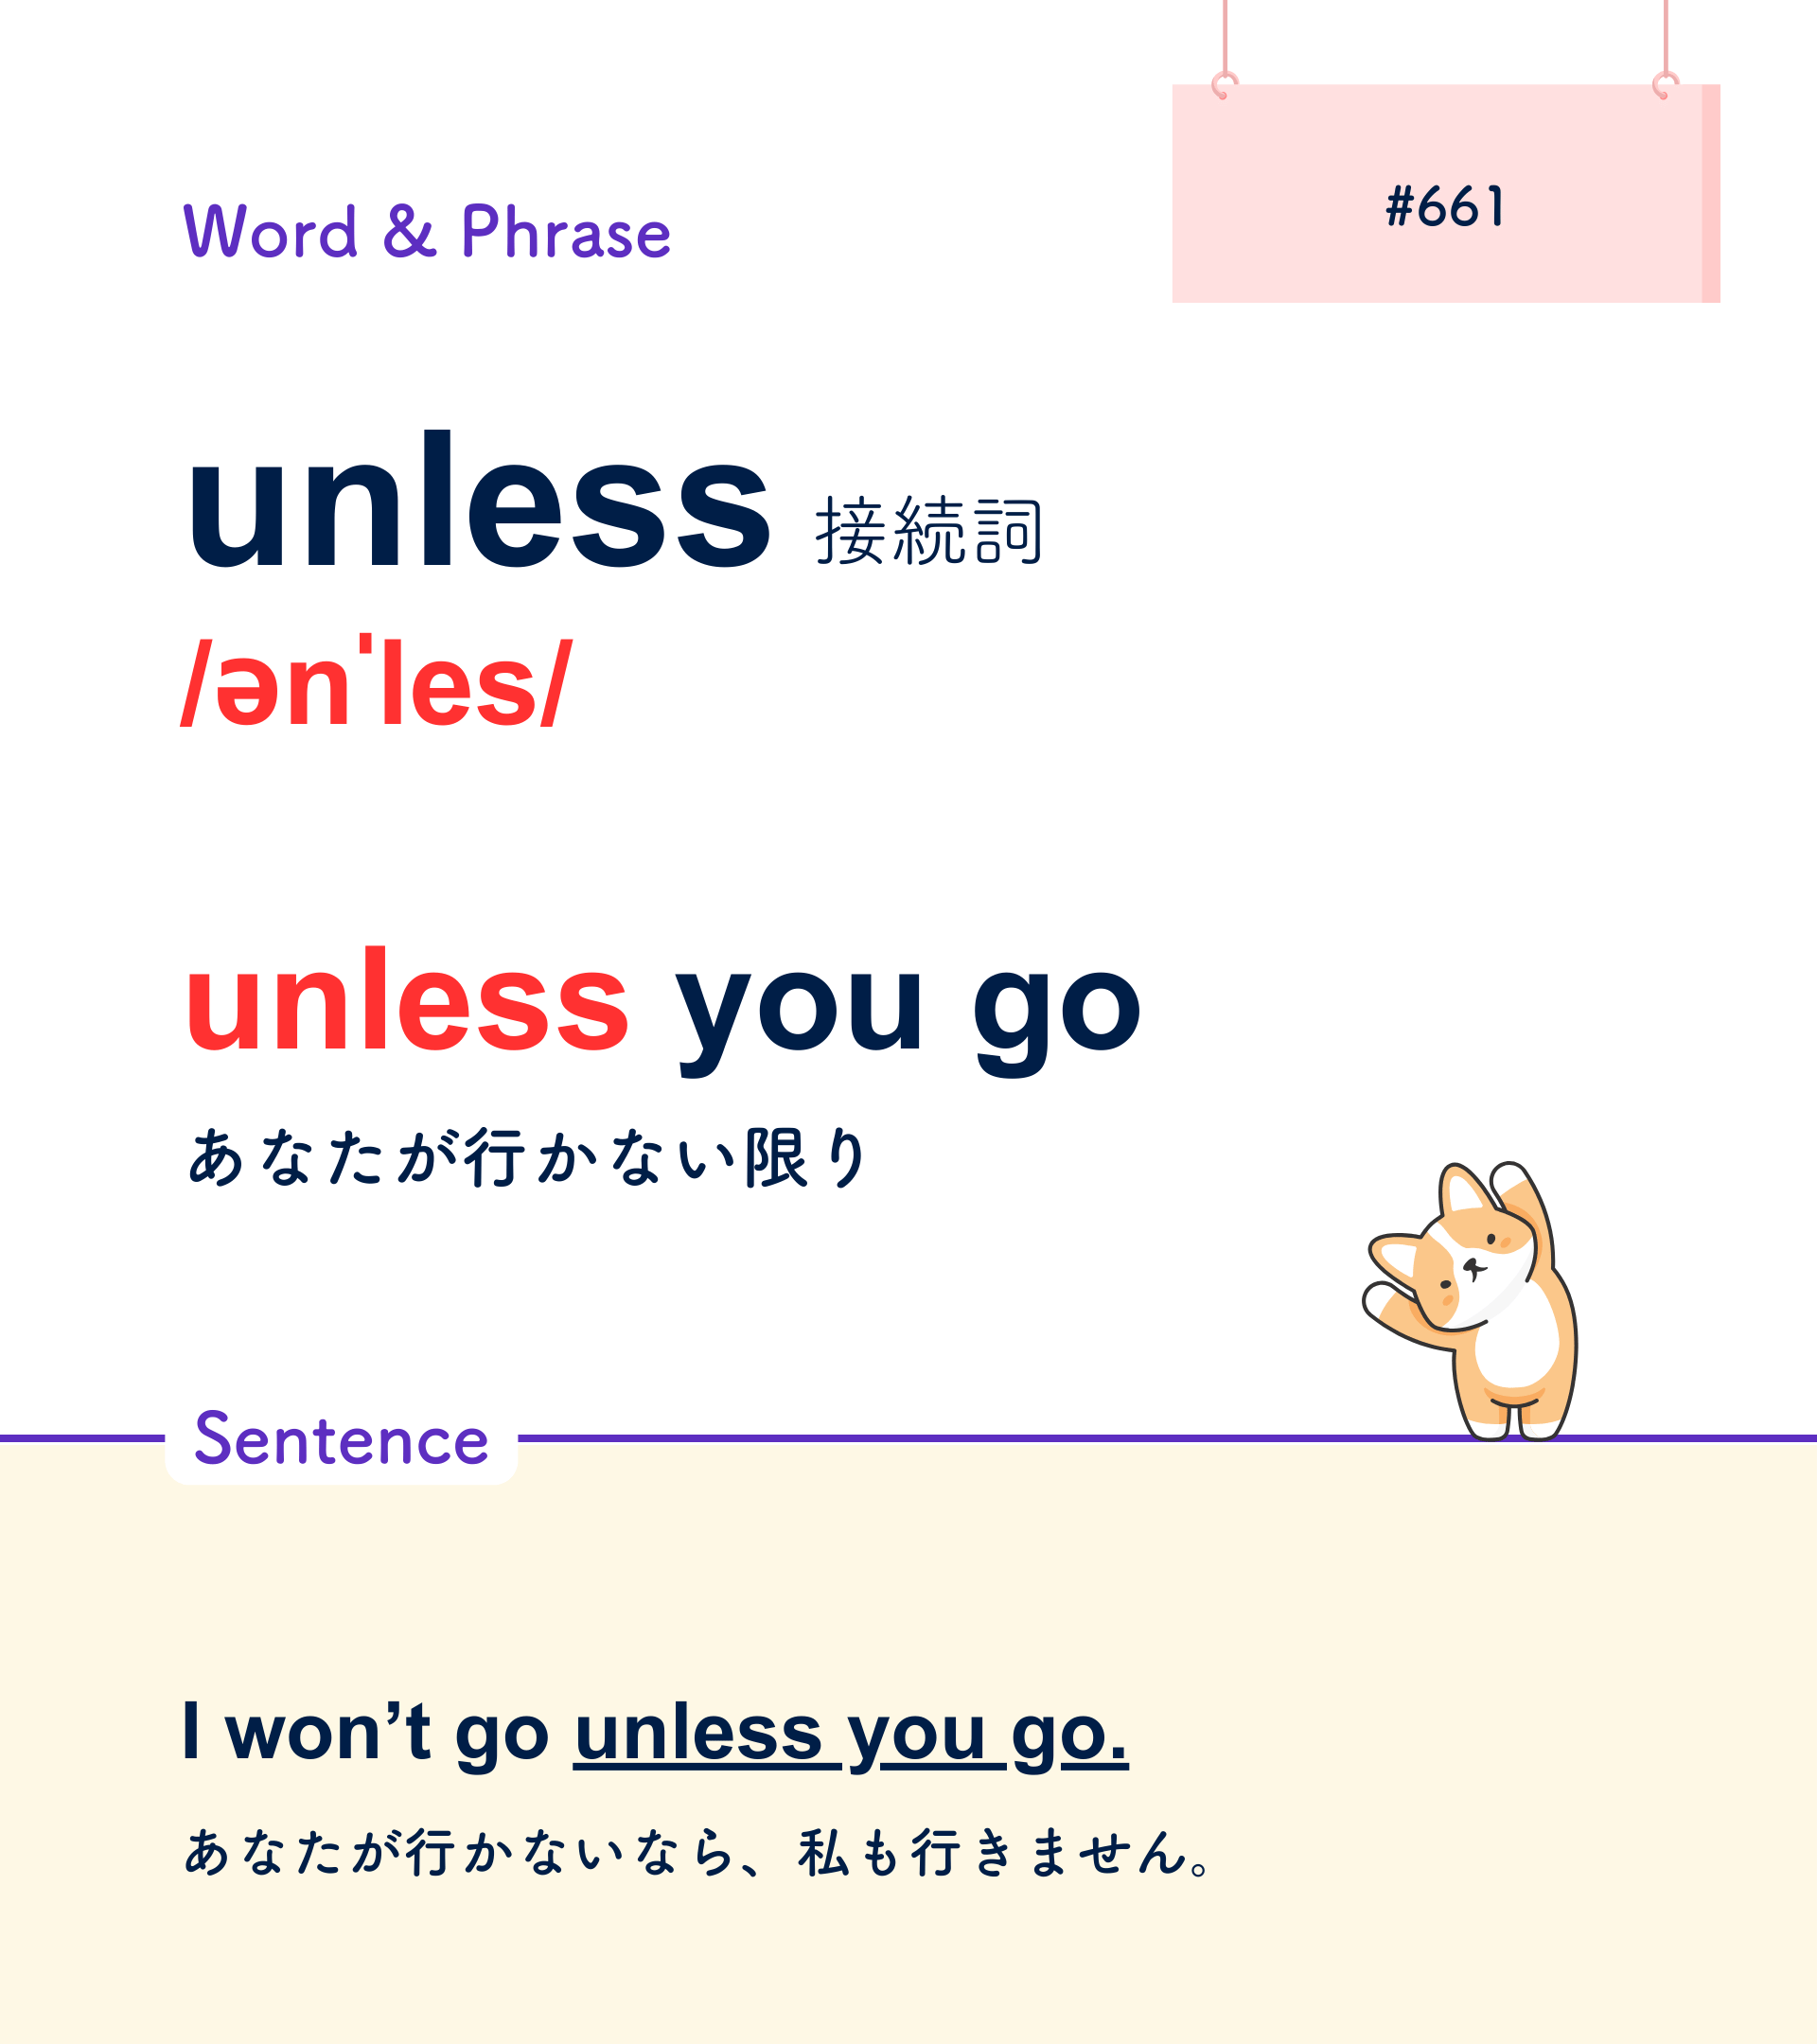 #661
Word & Phrase
unless 接続詞
/ənˈles/
unless you go
あなたが行かない限り
Sentence
I won’t go unless you go.
あなたが行かないなら、私も行きません。